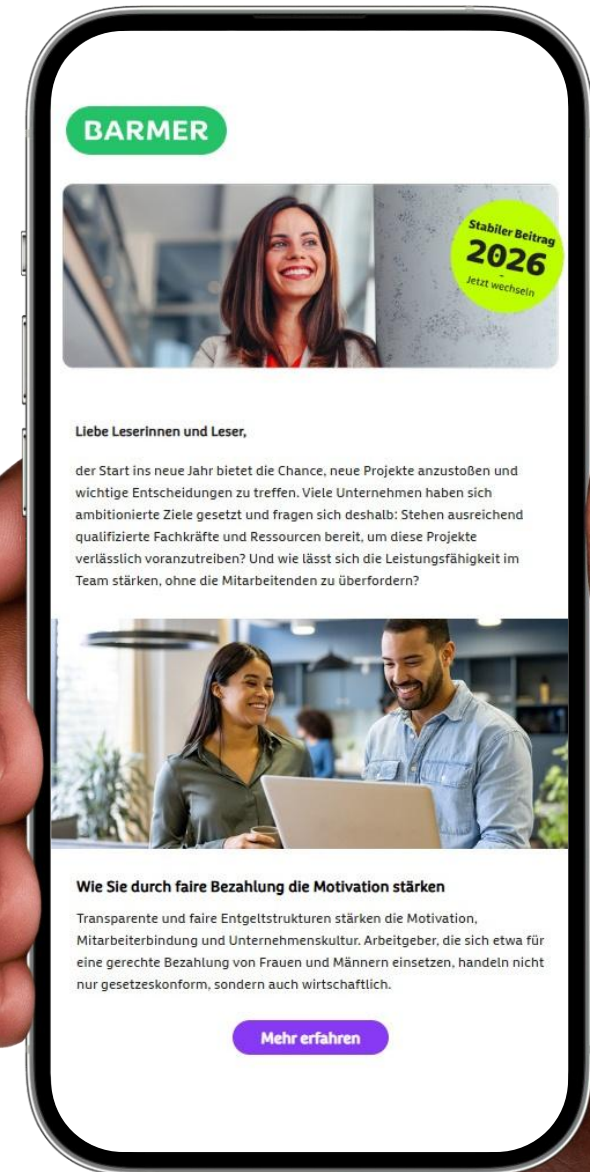 BARMER
Stabiler Beitrag
2026
-
Jetzt wechseln
Liebe Leserinnen und Leser,
der Start ins neue Jahr bietet die Chance, neue Projekte anzustoßen und
wichtige Entscheidungen zu treffen. Viele Unternehmen haben sich
ambitionierte Ziele gesetzt und fragen sich deshalb: Stehen ausreichend
qualifizierte Fachkräfte und Ressourcen bereit, um diese Projekte
verlässlich voranzutreiben? Und wie lässt sich die Leistungsfähigkeit im
Team stärken, ohne die Mitarbeitenden zu überfordern?
Wie Sie durch faire Bezahlung die Motivation stärken
Transparente und faire Entgeltstrukturen stärken die Motivation,
Mitarbeiterbindung und Unternehmenskultur. Arbeitgeber, die sich etwa für
eine gerechte Bezahlung von Frauen und Männern einsetzen, handeln nicht
nur gesetzeskonform, sondern auch wirtschaftlich.
Mehr erfahren